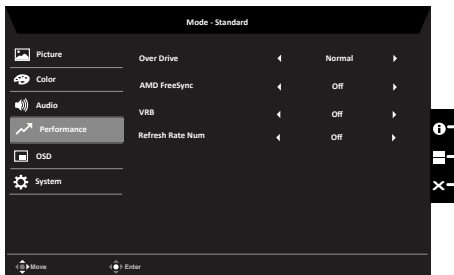 Mode - Standard
Picture
Color
Audio
Performance
OSD
System
Over Drive Normal
AMD FreeSync Off
VRB Off
Refresh Rate Num Off
Move Enter